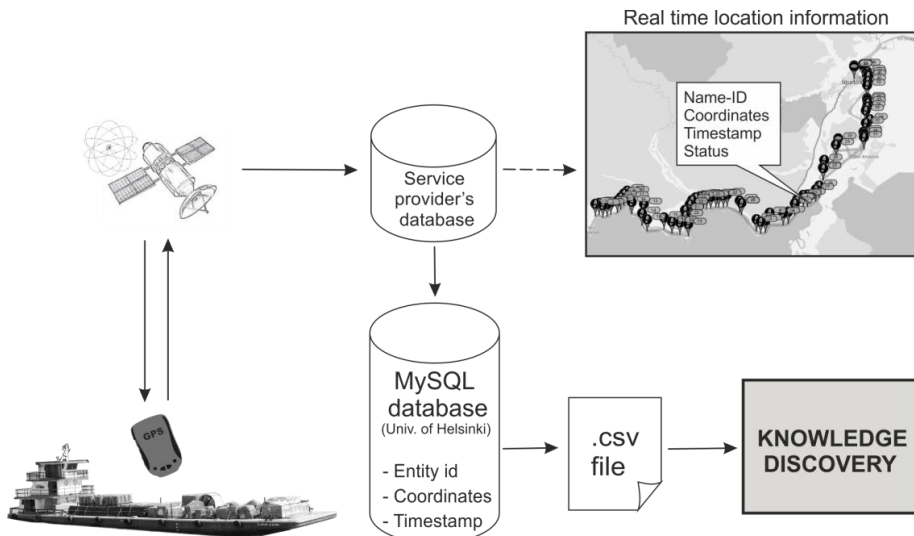 Real time location information
Name-ID
Coordinates
Timestamp
Status
Service
provider's
database
GPS
MySQL
database
(Univ. of Helsinki)
- Entity id
- Coordinates
- Timestamp
.csv
file
KNOWLEDGE
DISCOVERY